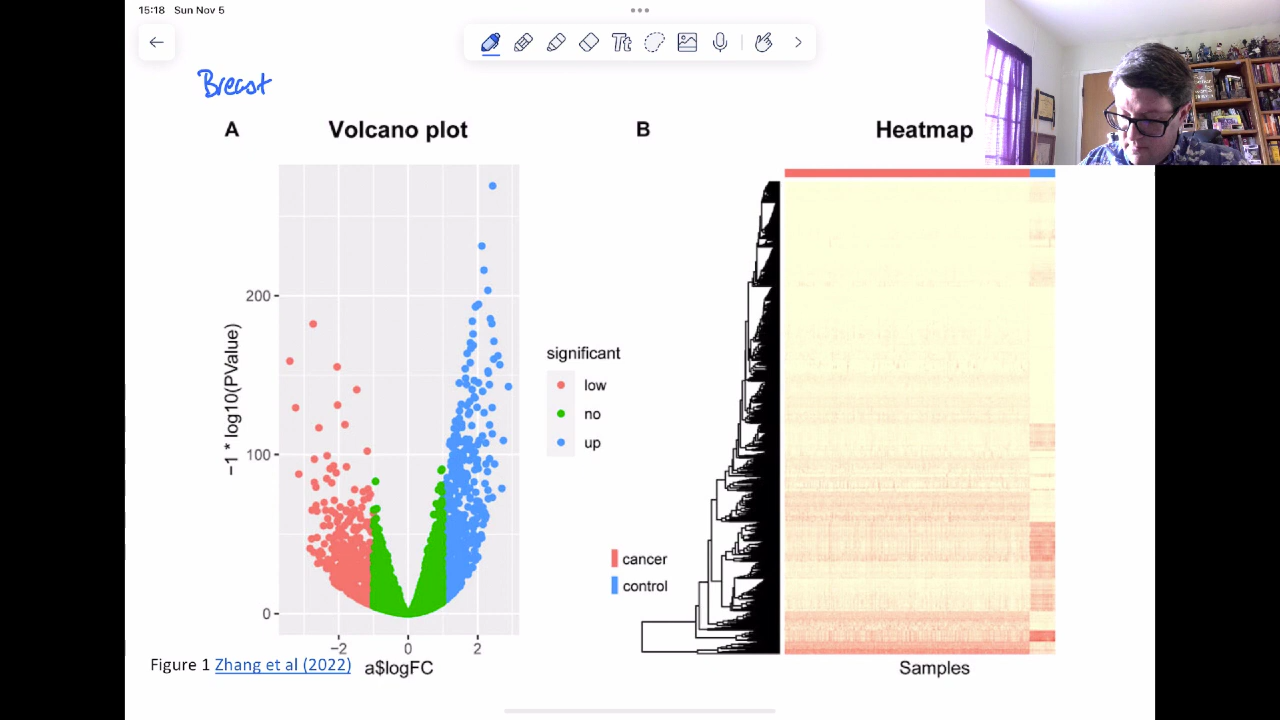 15:18 Sun Nov 5
Tt
Breast
A
Volcano plot
B
Heatmap
−1 * log10(PValue)
200
100
0
−2
0
2
a$logFC
significant
low
no
up
cancer
control
Samples
Figure 1 Zhang et al (2022)